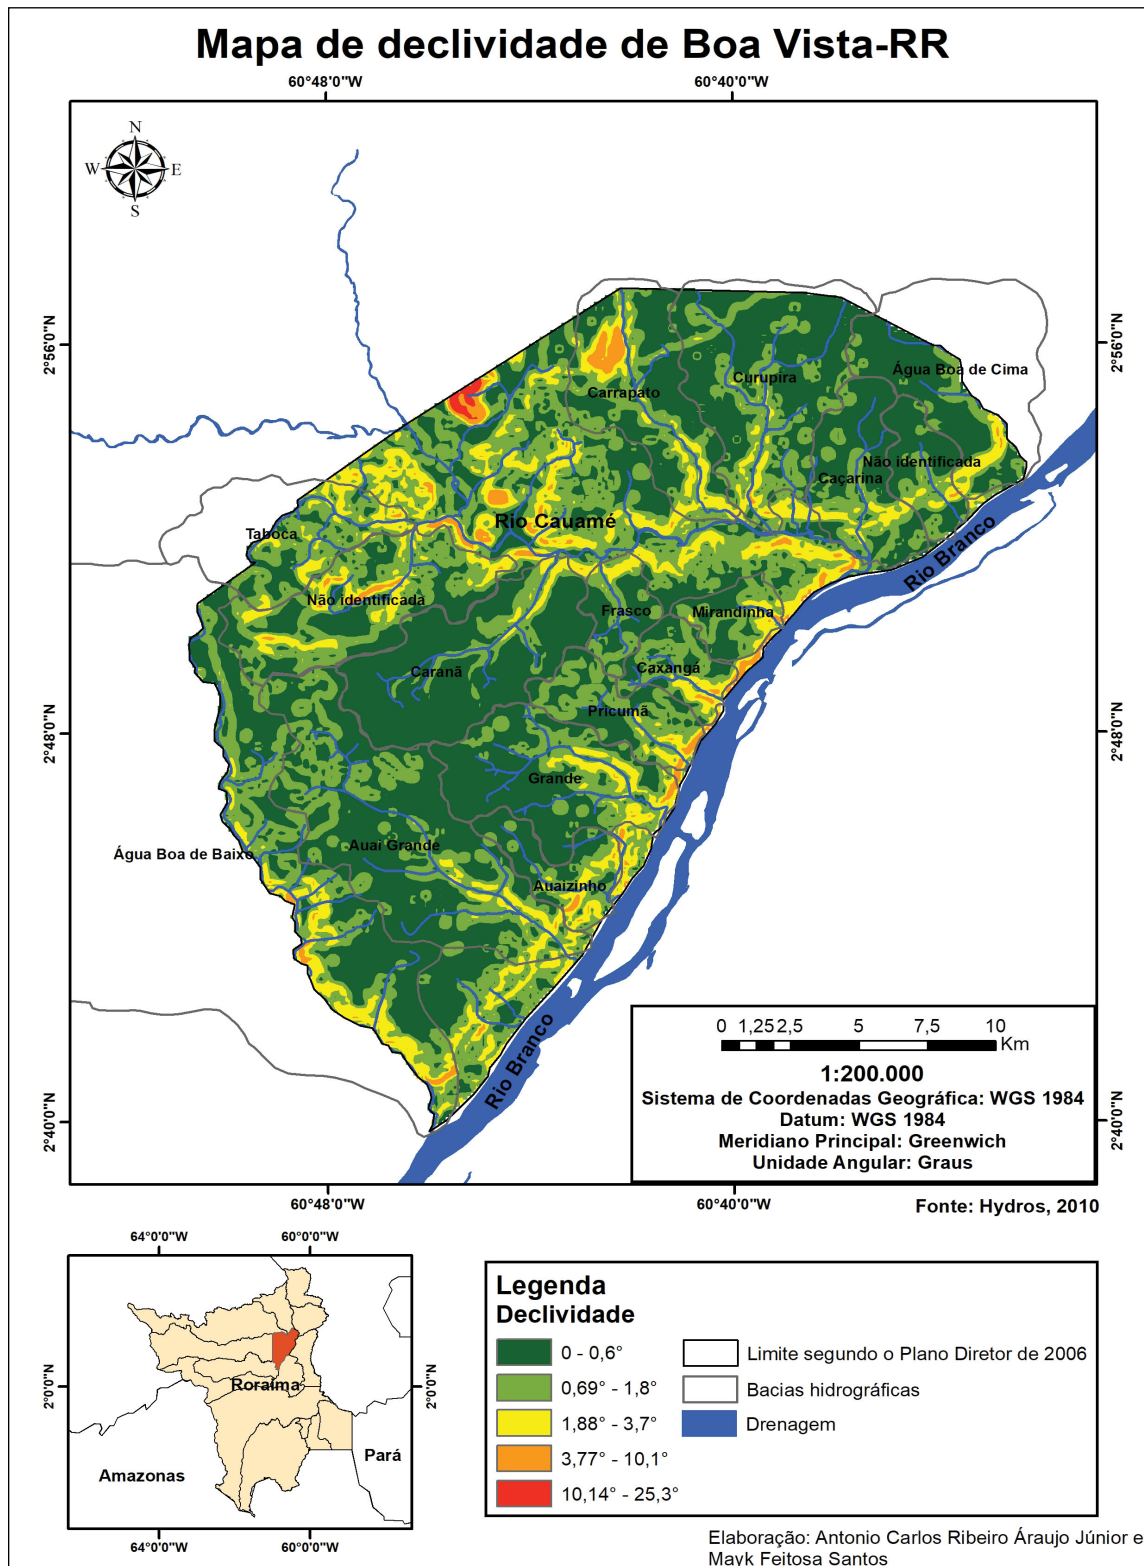 Mapa de declividade de Boa Vista-RR
60°48'0"W
60°40'0"W
N
W
E
S
2°56'0"N
2°56'0"N
Carrapato
Curupira
Água Boa de Cima
Não identificada
Caçarina
Rio Cauamé
Taboca
Rio Branco
Não identificada
Frasco
Mirandinha
Caranã
Caxangá
Pricumã
2°48'0"N
2°48'0"N
Grande
Auai Grande
Água Boa de Baixo
Auaizinho
Rio Branco
0 1,25 2,5 5 7,5 10
Km
1:200.000
Sistema de Coordenadas Geográfica: WGS 1984
Datum: WGS 1984
Meridiano Principal: Greenwich
Unidade Angular: Graus
2°40'0"N
2°40'0"N
60°48'0"W
60°40'0"W
Fonte: Hydros, 2010
64°0'0"W
60°0'0"W
Roraima
2°0'0"N
2°0'0"N
Pará
Amazonas
64°0'0"W
60°0'0"W
Legenda
Declividade
0 - 0,6°
0,69° - 1,8°
1,88° - 3,7°
3,77° - 10,1°
10,14° - 25,3°
Limite segundo o Plano Diretor de 2006
Bacias hidrográficas
Drenagem
Elaboração: Antonio Carlos Ribeiro Áraujo Júnior e
Mayk Feitosa Santos